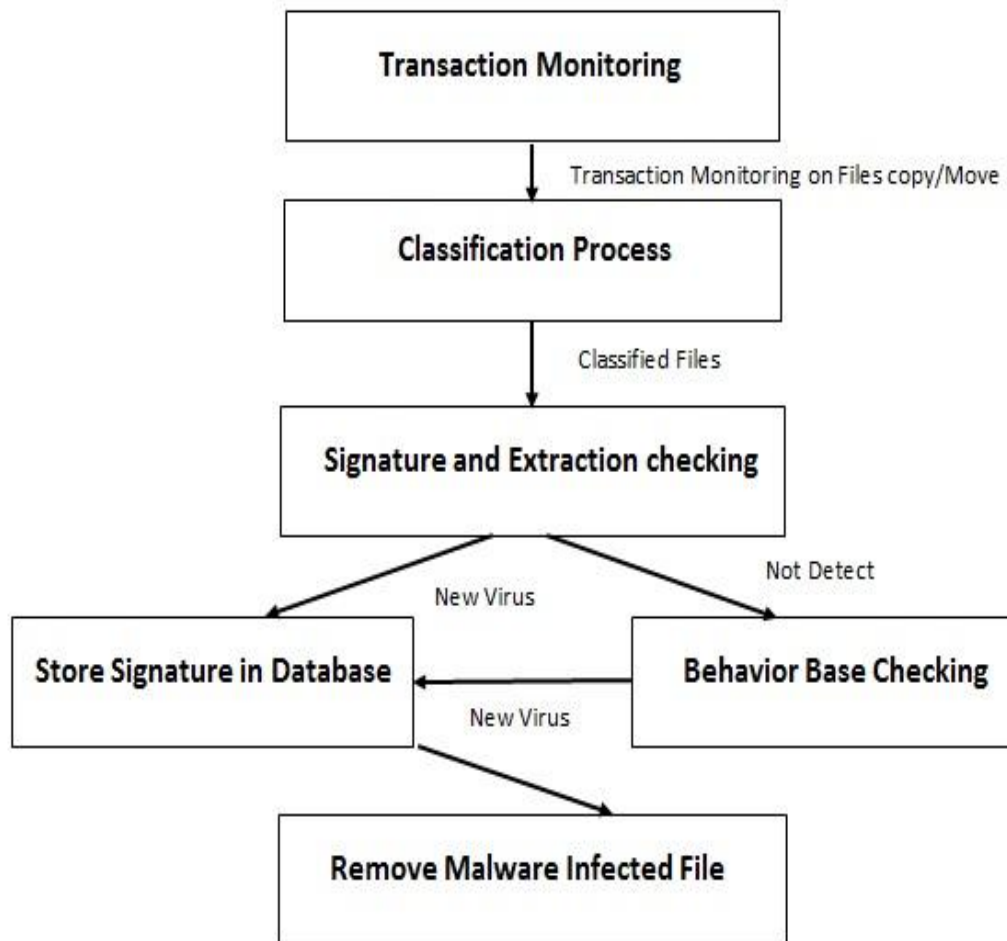 Transaction Monitoring
Transaction Monitoring on Files copy/Move
Classification Process
Classified Files
Signature and Extraction checking
New Virus
Not Detect
Store Signature in Database
Behavior Base Checking
New Virus
Remove Malware Infected File